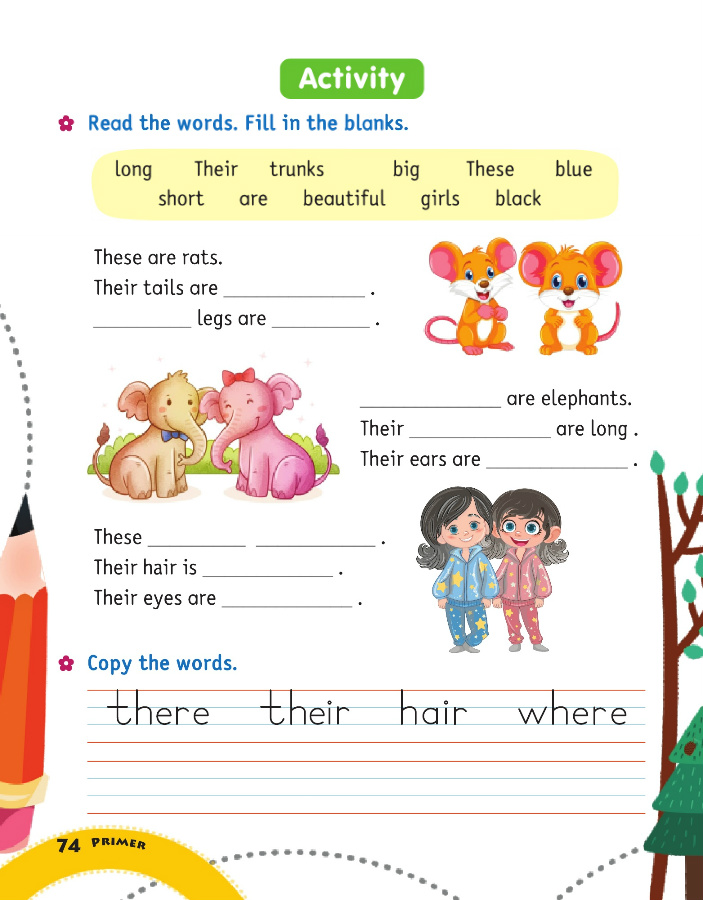 Activity
Read the words. Fill in the blanks.
long Their trunks big These blue
short are beautiful girls black
These are rats.
Their tails are ______________ .
__________ legs are __________ .
______________ are elephants.
Their ______________ are long .
Their ears are ______________ .
These __________ ____________ .
Their hair is _____________ .
Their eyes are _____________ .
Copy the words.
there their hair where
74 PRIMER